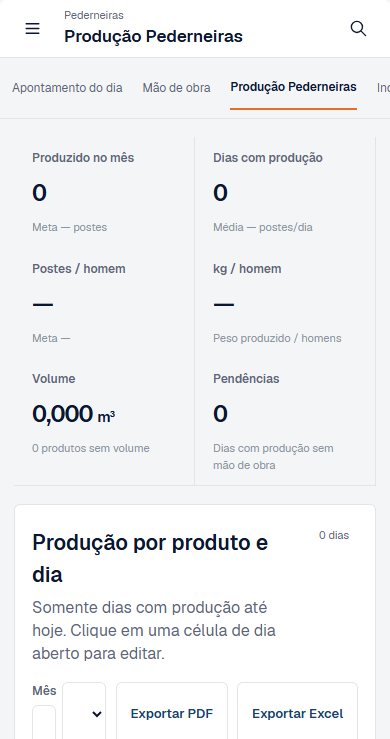 Pederneiras
Produção Pederneiras
Apontamento do dia Mão de obra Produção Pederneiras
Produzido no mês Dias com produção
0 0
Meta — postes Média — postes/dia
Postes / homem kg / homem
— —
Meta — Peso produzido / homens
Volume Pendências
0,000 m³ 0
0 produtos sem volume Dias com produção sem
mão de obra
Produção por produto e
dia
0 dias
Somente dias com produção até
hoje. Clique em uma célula de dia
aberto para editar.
Mês
Exportar PDF Exportar Excel